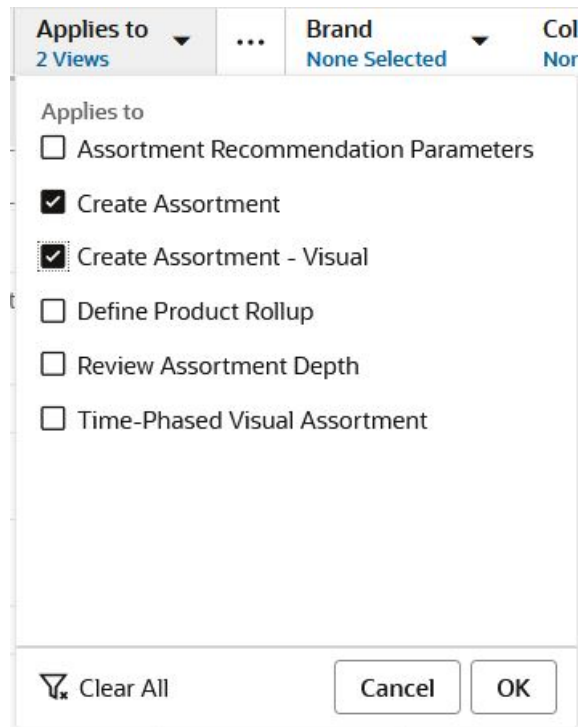 Applies to
2 Views
...
Brand
None Selected
Applies to
Assortment Recommendation Parameters
Create Assortment
Create Assortment - Visual
Define Product Rollup
Review Assortment Depth
Time-Phased Visual Assortment
Clear All
Cancel
OK